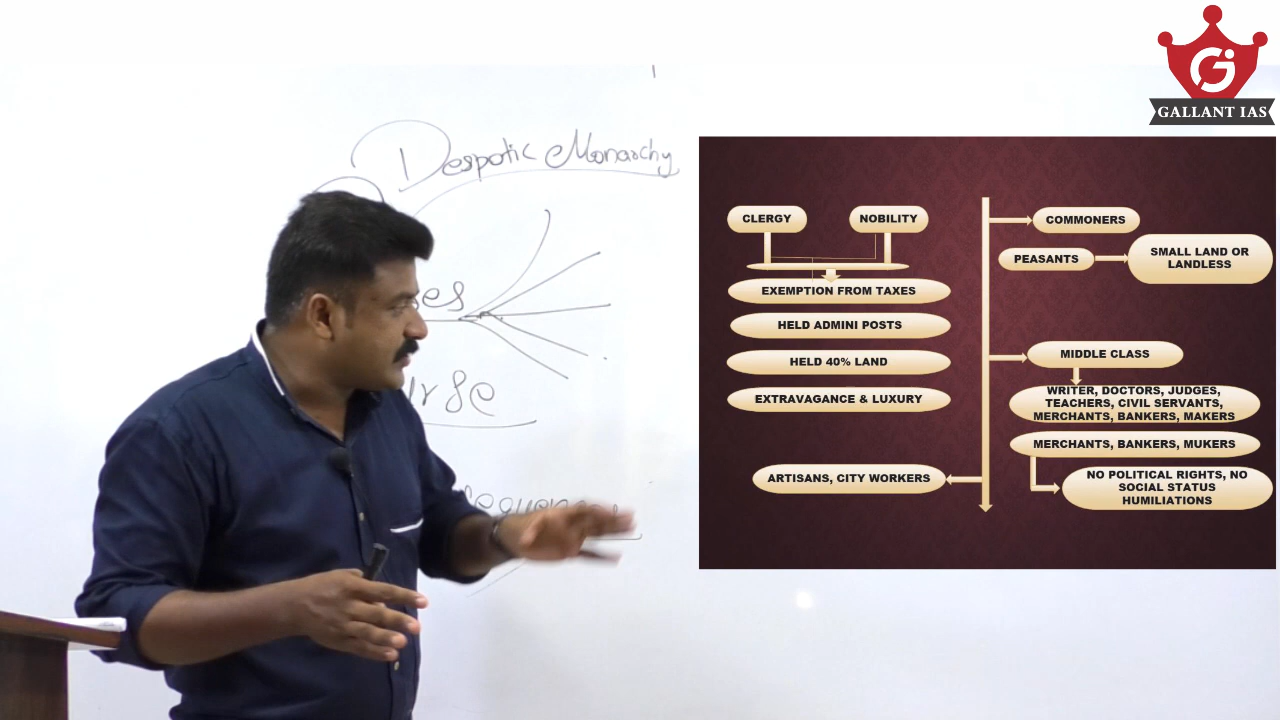 GALLANT IAS
Despotic Monarchy
CLERGY
NOBILITY
EXEMPTION FROM TAXES
HELD ADMINI POSTS
HELD 40% LAND
EXTRAVAGANCE & LUXURY
ARTISANS, CITY WORKERS
COMMONERS
PEASANTS
SMALL LAND OR
LANDLESS
MIDDLE CLASS
WRITER, DOCTORS, JUDGES,
TEACHERS, CIVIL SERVANTS,
MERCHANTS, BANKERS, MAKERS
MERCHANTS, BANKERS, MUKERS
NO POLITICAL RIGHTS, NO
SOCIAL STATUS
HUMILIATIONS